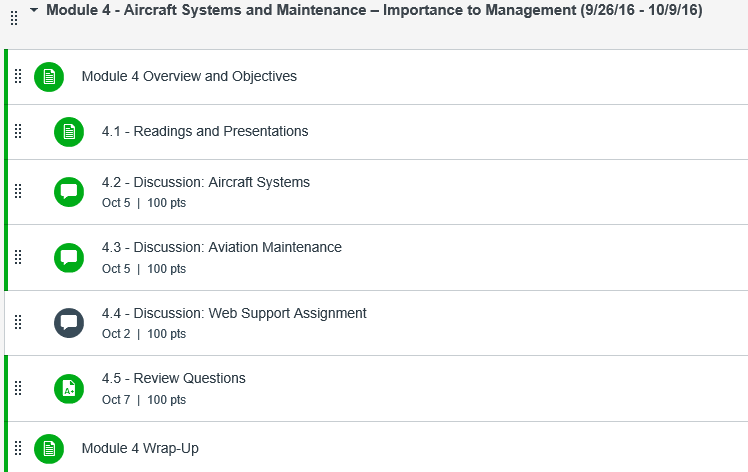 Module 4 - Aircraft Systems and Maintenance – Importance to Management (9/26/16 - 10/9/16)
Module 4 Overview and Objectives
4.1 - Readings and Presentations
4.2 - Discussion: Aircraft Systems
Oct 5 | 100 pts
4.3 - Discussion: Aviation Maintenance
Oct 5 | 100 pts
4.4 - Discussion: Web Support Assignment
Oct 2 | 100 pts
4.5 - Review Questions
A+
Oct 7 | 100 pts
Module 4 Wrap-Up